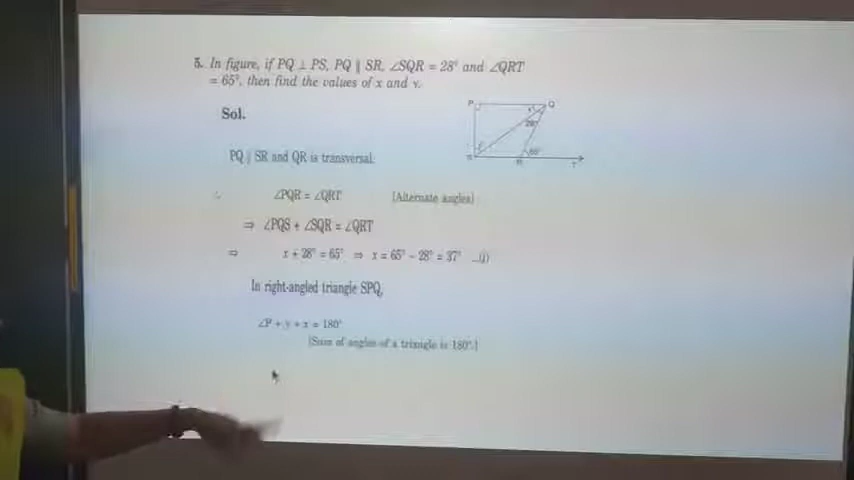 5. In figure, if PQ ⊥ PS, PQ ∥ SR, ∠SQR = 28° and ∠QRT
= 65°, then find the values of x and y.
P Q
x
28°
y
65°
S R T
Sol.
PQ ∥ SR and QR is transversal.
∴ ∠PQR = ∠QRT [Alternate angles]
⇒ ∠PQS + ∠SQR = ∠QRT
⇒ x + 28° = 65° ⇒ x = 65° – 28° = 37° ...(i)
In right-angled triangle SPQ,
∠P + y + x = 180°
[Sum of angles of a triangle is 180°.]